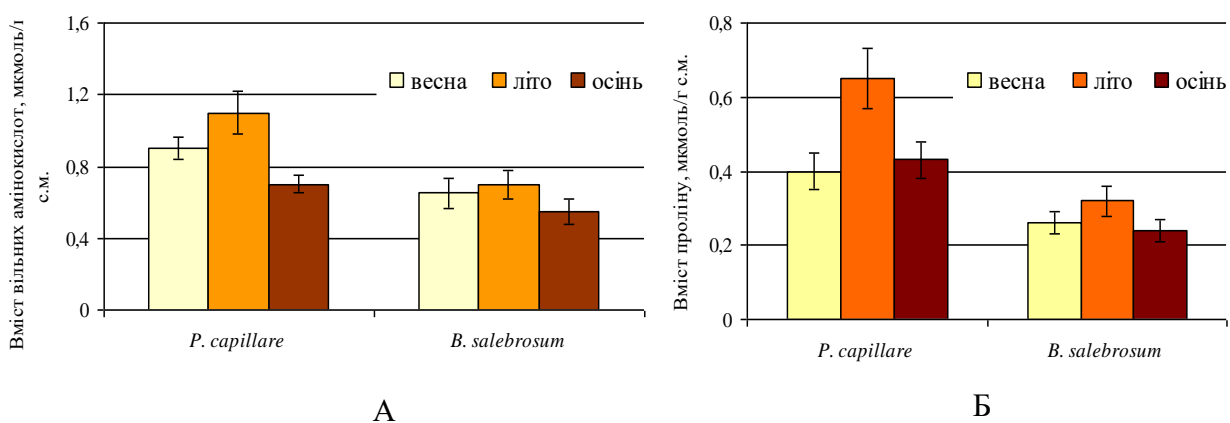 Вміст вільних амінокислот, мкмоль/г
с.м.
1,6
1,2
0,8
0,4
0
весна літо осінь
P. capillare B. salebrosum
А
Вміст проліну, мкмоль/г с.м.
0,8
0,6
0,4
0,2
0
весна літо осінь
P. capillare B. salebrosum
Б